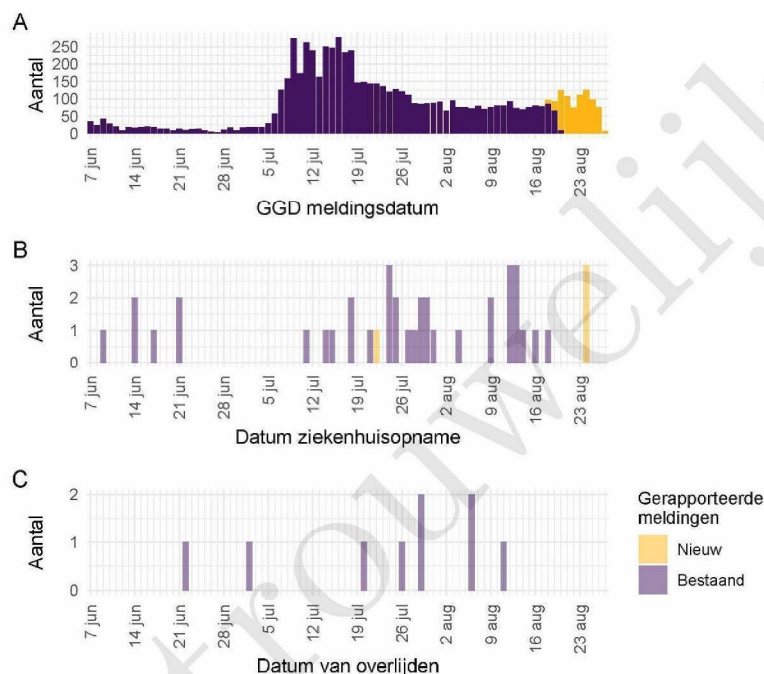 A
Aantal
250
200
150
100
50
0
7 jun
14 jun
21 jun
28 jun
5 jul
12 jul
19 jul
26 jul
2 aug
9 aug
16 aug
23 aug
GGD meldingsdatum
B
Aantal
3
2
1
0
7 jun
14 jun
21 jun
28 jun
5 jul
12 jul
19 jul
26 jul
2 aug
9 aug
16 aug
23 aug
Datum ziekenhuisopname
C
Aantal
2
1
0
7 jun
14 jun
21 jun
28 jun
5 jul
12 jul
19 jul
26 jul
2 aug
9 aug
16 aug
23 aug
Datum van overlijden
Gerapporteerde
meldingen
Nieuw
Bestaand
trouwelijk